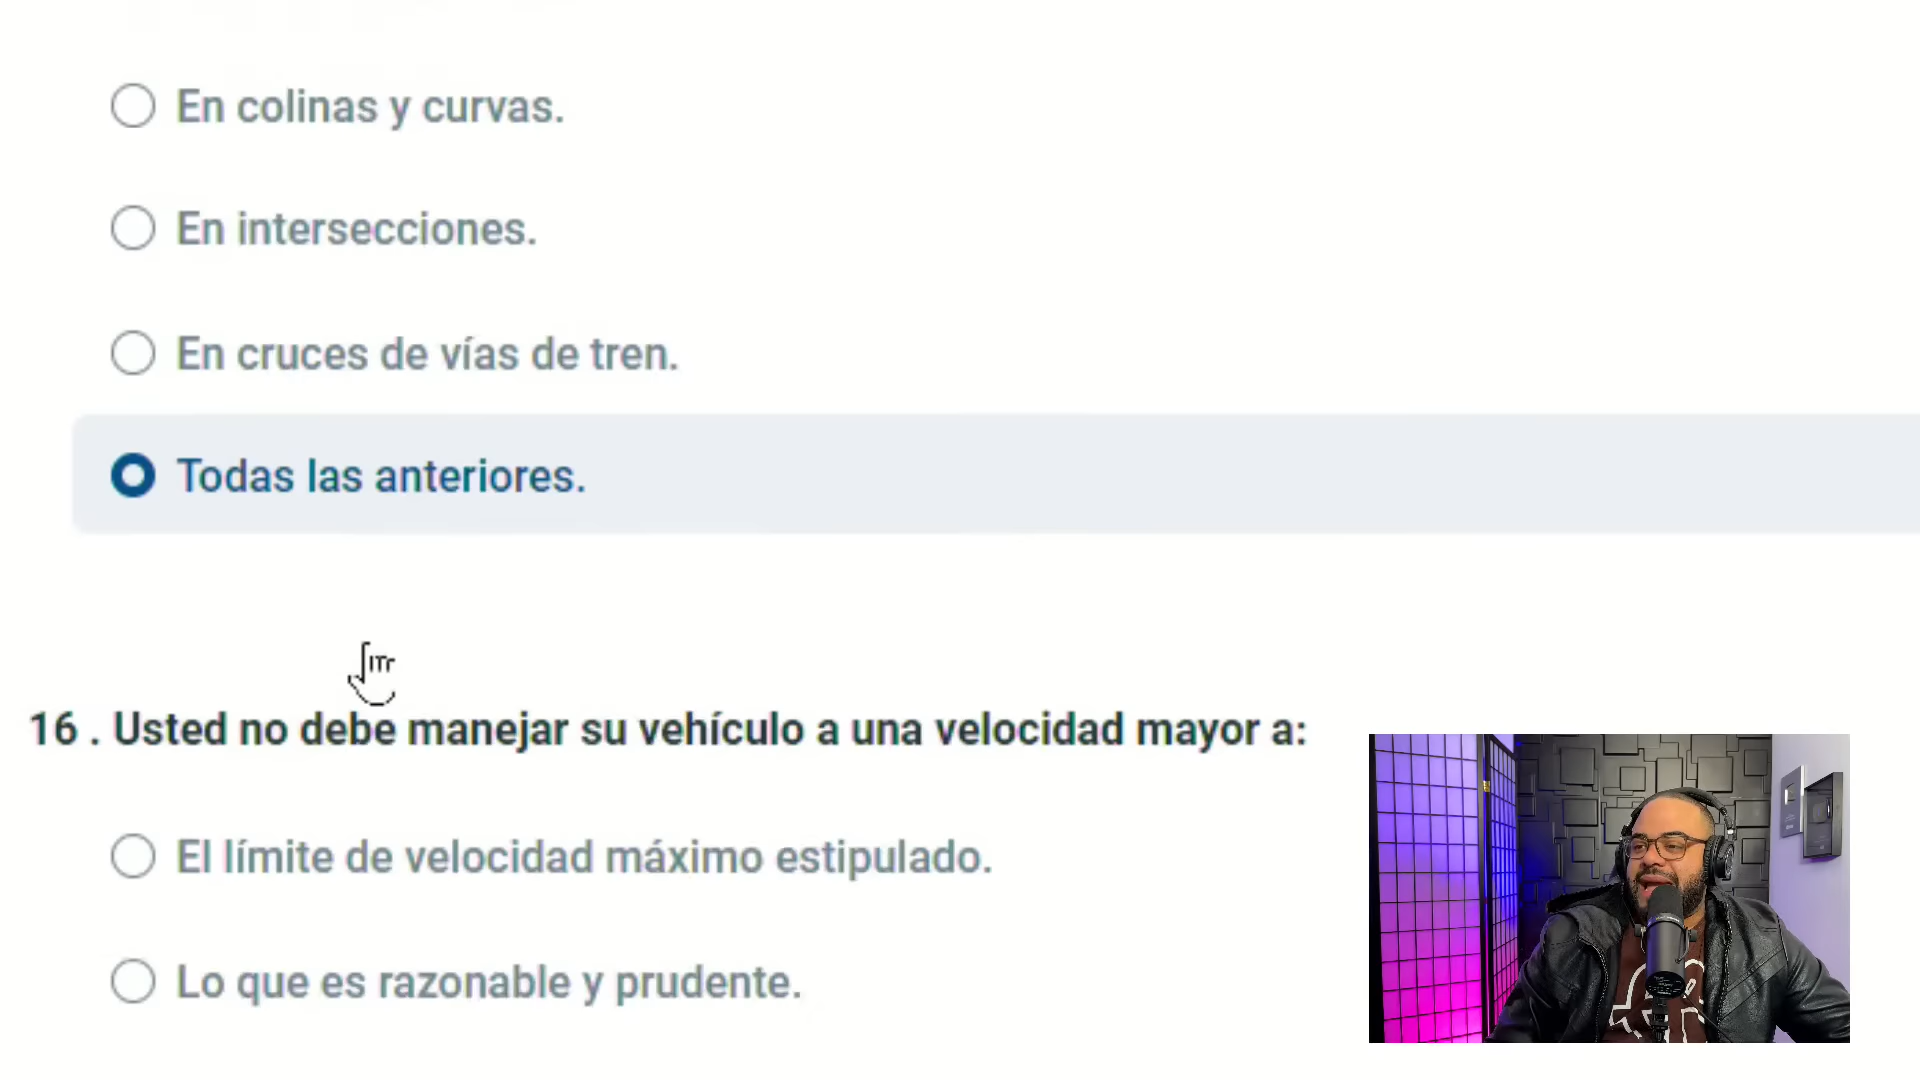 En colinas y curvas.
En intersecciones.
En cruces de vías de tren.
Todas las anteriores.
16 . Usted no debe manejar su vehículo a una velocidad mayor a:
El límite de velocidad máximo estipulado.
Lo que es razonable y prudente.